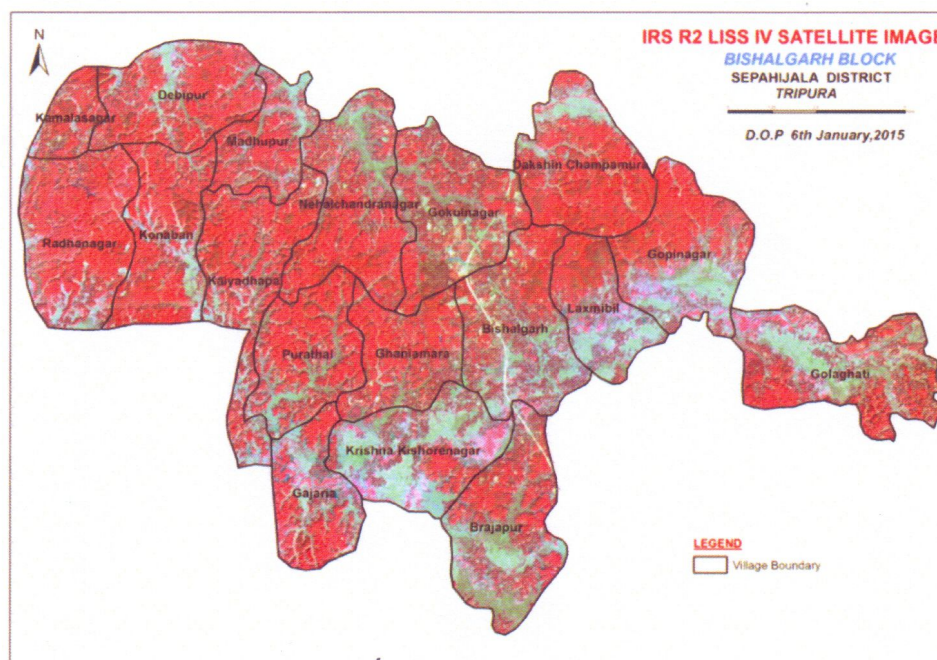 N
IRS R2 LISS IV SATELLITE IMAGE
BISHALGARH BLOCK
SEPAHIJALA DISTRICT
TRIPURA
D.O.P 6th January,2015
Debipur
Kamalasagar
Madhupur
Dakshin Champamura
Nehalchandranagar
Gokulnagar
Radhanagar
Konaban
Gopinagar
Kaiyadhapa
Laxmibil
Bishalgarh
Purathal
Ghaniamara
Golaghati
Krishna Kishorenagar
Gajaria
Brajapur
LEGEND
Village Boundary